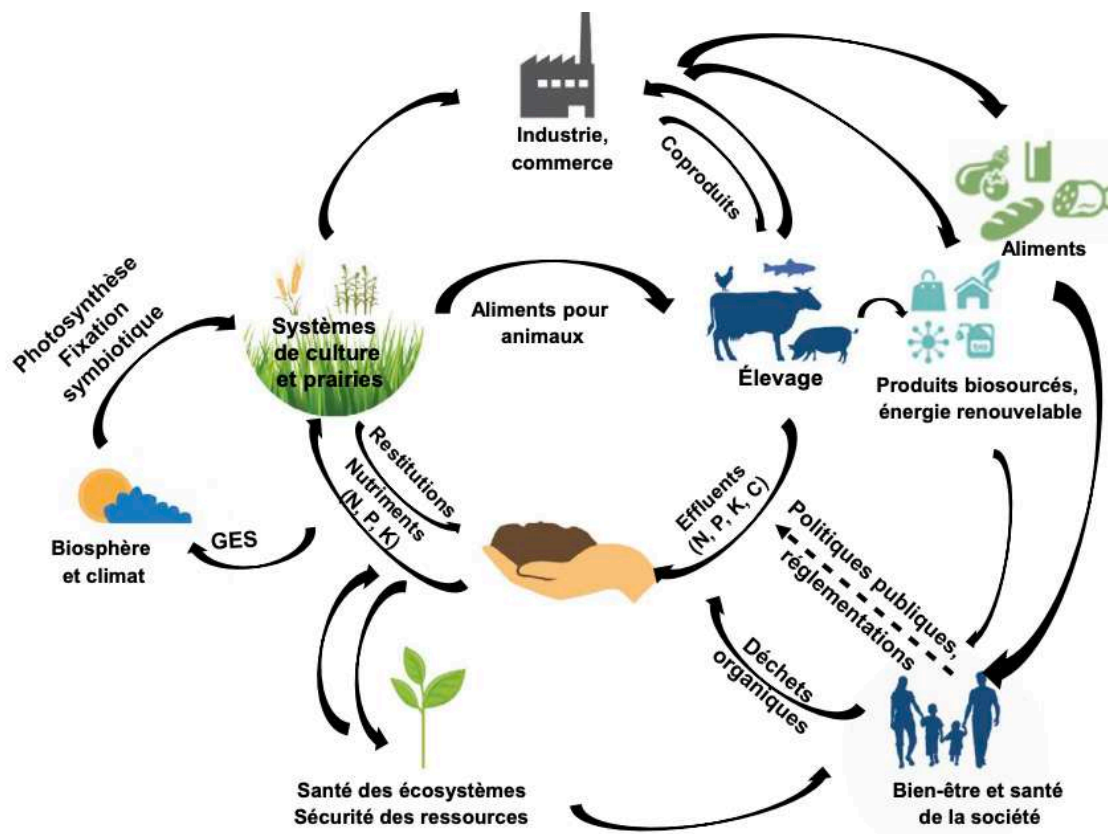 Industrie,
commerce
Coproduits
Aliments
Photosynthèse
Fixation
symbiotique
Systèmes
de culture
et prairies
Aliments pour
animaux
Élevage
bio
Produits biosourcés,
énergie renouvelable
Restitutions
Nutriments
(N, P, K)
Effluents
(N, P, K, C)
GES
Biosphère
et climat
Politiques publiques,
réglementations
Déchets
organiques
Santé des écosystèmes
Sécurité des ressources
Bien-être et santé
de la société